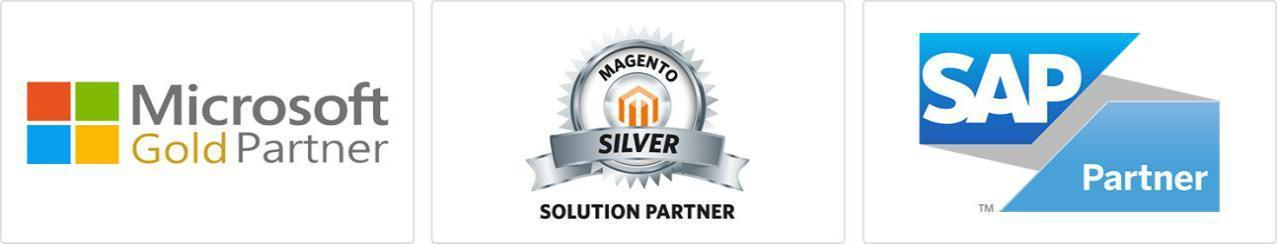 Microsoft
Gold Partner
MAGENTO
SILVER
SOLUTION PARTNER
SAP
Partner
TM